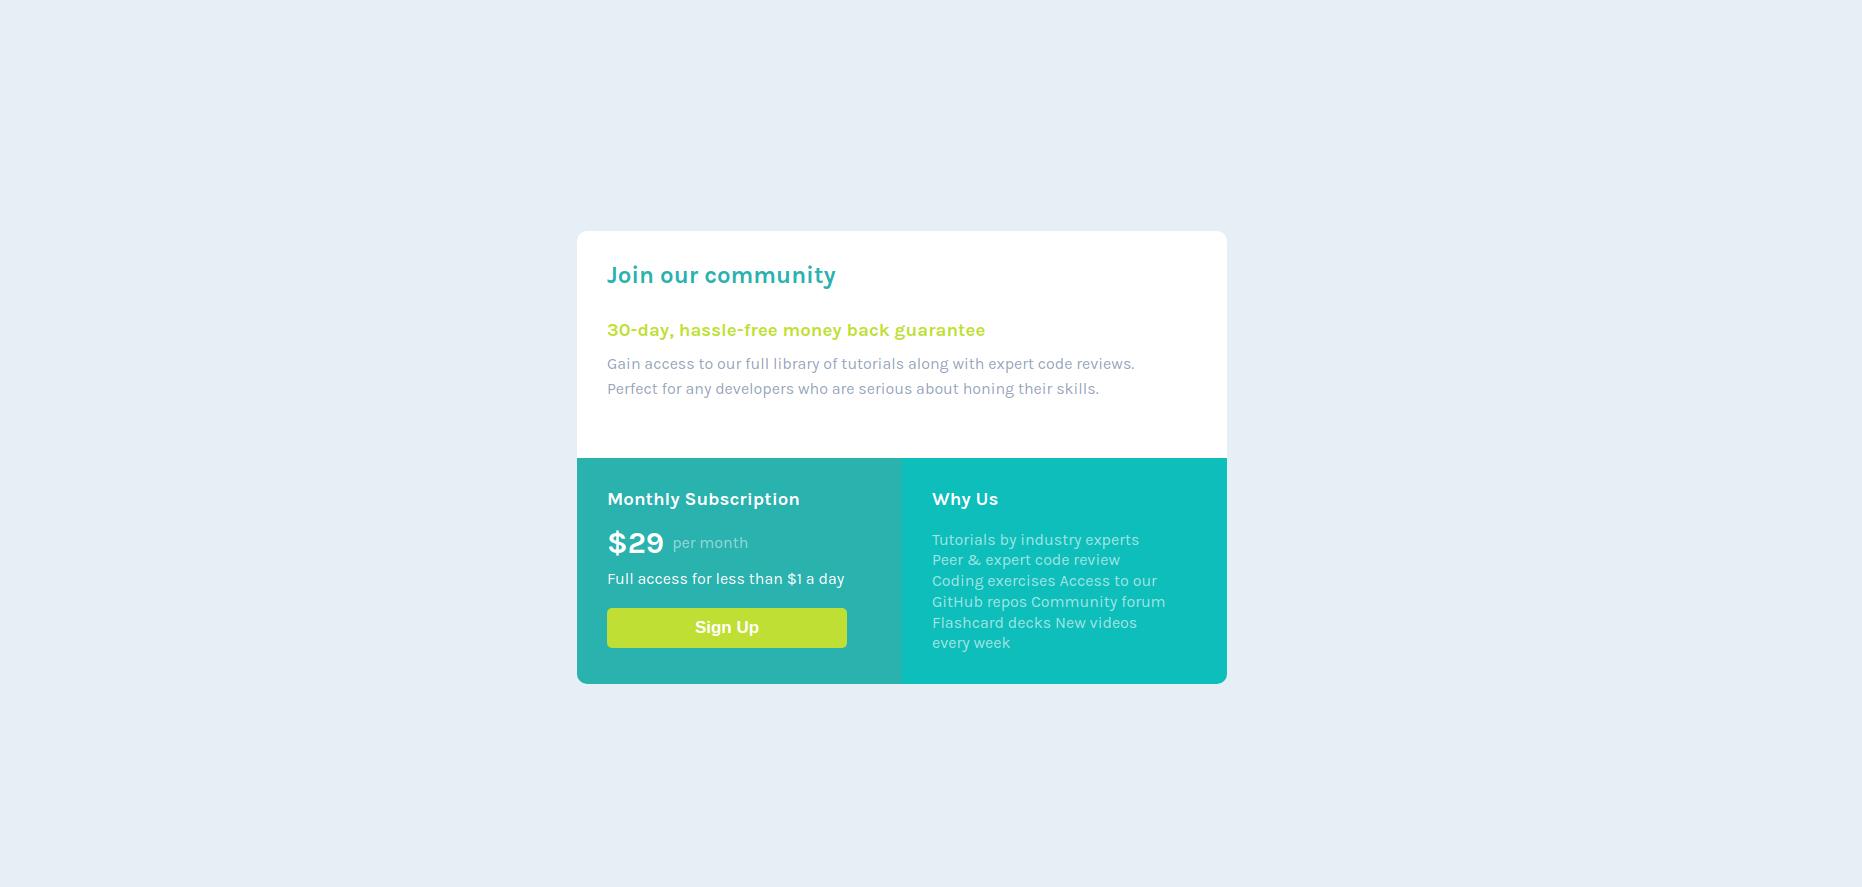 Join our community
30-day, hassle-free money back guarantee
Gain access to our full library of tutorials along with expert code reviews.
Perfect for any developers who are serious about honing their skills.
Monthly Subscription
$29 per month
Full access for less than $1 a day
Sign Up
Why Us
Tutorials by industry experts
Peer & expert code review
Coding exercises Access to our
GitHub repos Community forum
Flashcard decks New videos
every week